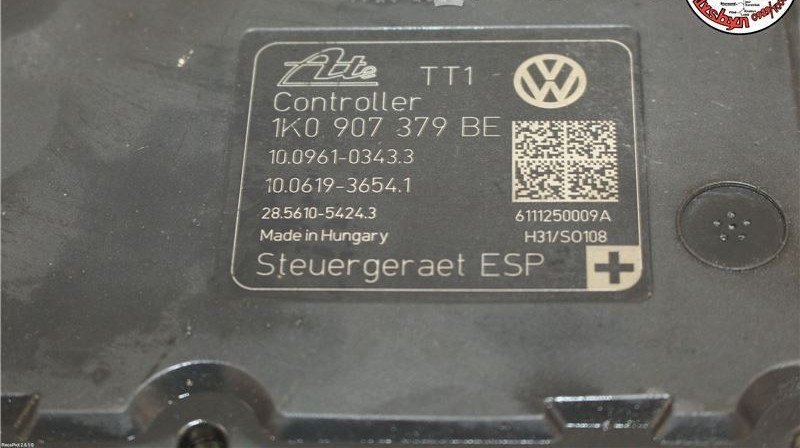 Ate TT1
Controller
1K0 907 379 BE
10.0961-0343.3
10.0619-3654.1
28.5610-5424.3
6111250009A
Made in Hungary
H31/SO108
Steuergeraet ESP